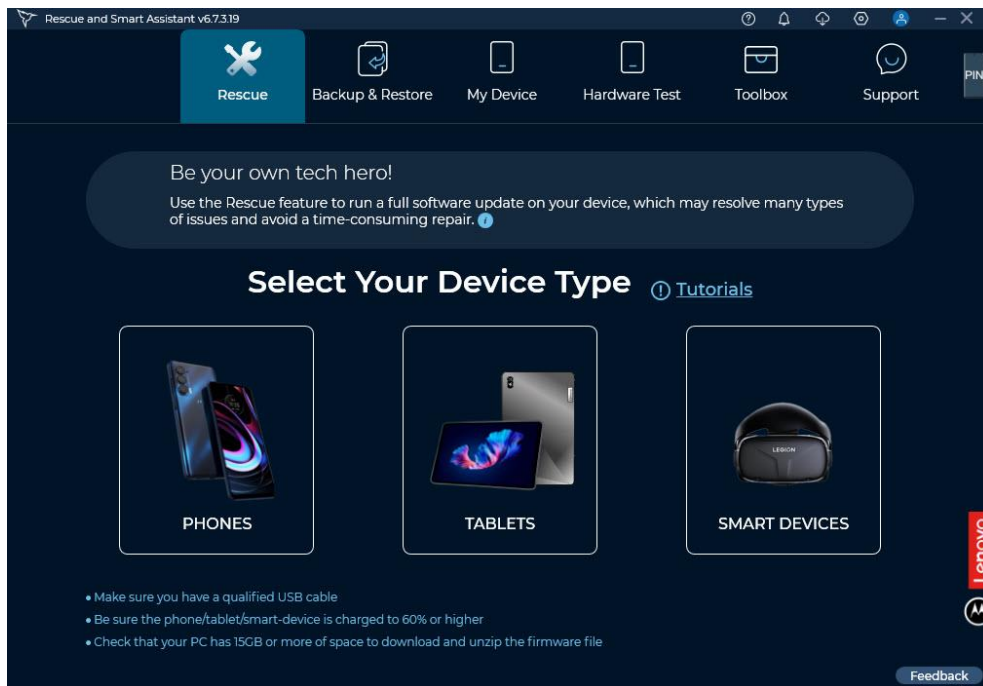 Rescue and Smart Assistant v6.7.3.19
Rescue
Backup & Restore
My Device
Hardware Test
Toolbox
Support
PIN
Be your own tech hero!
Use the Rescue feature to run a full software update on your device, which may resolve many types
of issues and avoid a time-consuming repair.
Select Your Device Type
Tutorials
LEGION
PHONES
TABLETS
SMART DEVICES
Lenovo
• Make sure you have a qualified USB cable
• Be sure the phone/tablet/smart-device is charged to 60% or higher
• Check that your PC has 15GB or more of space to download and unzip the firmware file
Feedback